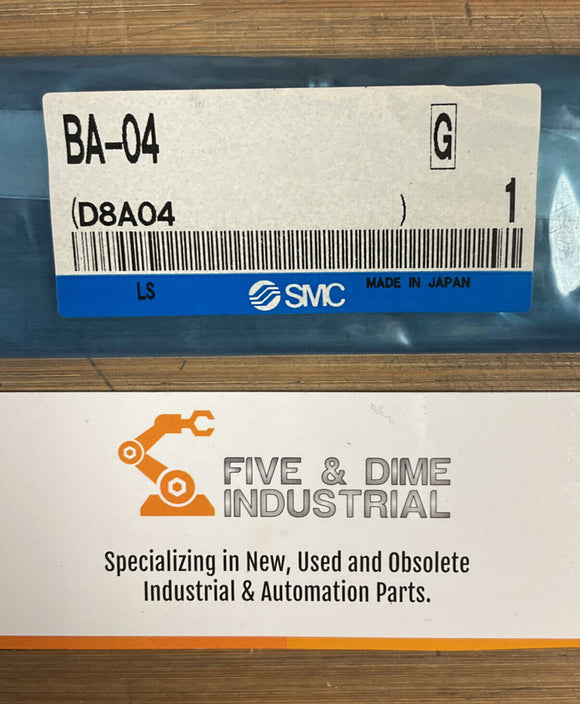 BA-04 G
(D8A04 ) 1
LS SMC MADE IN JAPAN
FIVE & DIME
INDUSTRIAL
Specializing in New, Used and Obsolete
Industrial & Automation Parts.